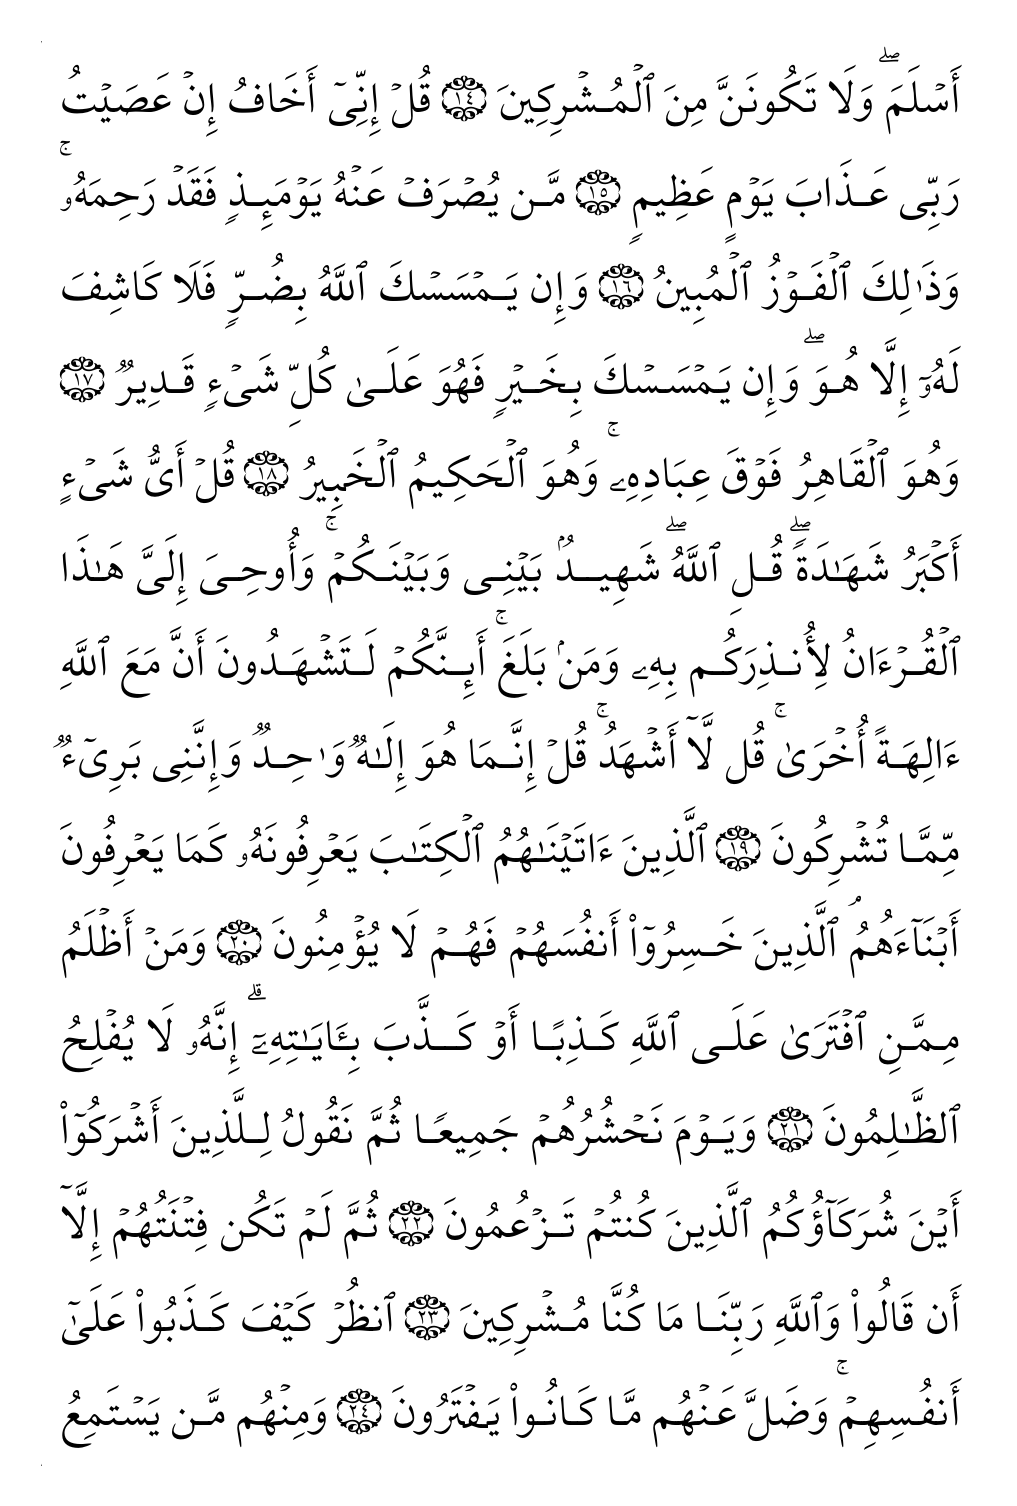 أَسۡلَمَۖ وَلَا تَكُونَنَّ مِنَ ٱلۡمُشۡرِكِينَ ١٤ قُلۡ إِنِّيٓ أَخَافُ إِنۡ عَصَيۡتُ
رَبِّي عَذَابَ يَوۡمٍ عَظِيمٖ ١٥ مَّن يُصۡرَفۡ عَنۡهُ يَوۡمَئِذٖ فَقَدۡ رَحِمَهُۥۚ
وَذَٰلِكَ ٱلۡفَوۡزُ ٱلۡمُبِينُ ١٦ وَإِن يَمۡسَسۡكَ ٱللَّهُ بِضُرّٖ فَلَا كَاشِفَ
لَهُۥٓ إِلَّا هُوَۖ وَإِن يَمۡسَسۡكَ بِخَيۡرٖ فَهُوَ عَلَىٰ كُلِّ شَيۡءٖ قَدِيرٞ ١٧
وَهُوَ ٱلۡقَاهِرُ فَوۡقَ عِبَادِهِۦۚ وَهُوَ ٱلۡحَكِيمُ ٱلۡخَبِيرُ ١٨ قُلۡ أَيُّ شَيۡءٍ
أَكۡبَرُ شَهَٰدَةٗۖ قُلِ ٱللَّهُۖ شَهِيدُۢ بَيۡنِي وَبَيۡنَكُمۡۚ وَأُوحِيَ إِلَيَّ هَٰذَا
ٱلۡقُرۡءَانُ لِأُنذِرَكُم بِهِۦ وَمَنۢ بَلَغَۚ أَئِنَّكُمۡ لَتَشۡهَدُونَ أَنَّ مَعَ ٱللَّهِ
ءَالِهَةً أُخۡرَىٰۚ قُل لَّآ أَشۡهَدُۚ قُلۡ إِنَّمَا هُوَ إِلَٰهٞ وَٰحِدٞ وَإِنَّنِي بَرِيٓءٞ
مِّمَّا تُشۡرِكُونَ ١٩ ٱلَّذِينَ ءَاتَيۡنَٰهُمُ ٱلۡكِتَٰبَ يَعۡرِفُونَهُۥ كَمَا يَعۡرِفُونَ
أَبۡنَآءَهُمُۘ ٱلَّذِينَ خَسِرُوٓاْ أَنفُسَهُمۡ فَهُمۡ لَا يُؤۡمِنُونَ ٢٠ وَمَنۡ أَظۡلَمُ
مِمَّنِ ٱفۡتَرَىٰ عَلَى ٱللَّهِ كَذِبًا أَوۡ كَذَّبَ بِـَٔايَٰتِهِۦٓۗ إِنَّهُۥ لَا يُفۡلِحُ
ٱلظَّٰلِمُونَ ٢١ وَيَوۡمَ نَحۡشُرُهُمۡ جَمِيعٗا ثُمَّ نَقُولُ لِلَّذِينَ أَشۡرَكُوٓاْ
أَيۡنَ شُرَكَآؤُكُمُ ٱلَّذِينَ كُنتُمۡ تَزۡعُمُونَ ٢٢ ثُمَّ لَمۡ تَكُن فِتۡنَتُهُمۡ إِلَّآ
أَن قَالُواْ وَٱللَّهِ رَبِّنَا مَا كُنَّا مُشۡرِكِينَ ٢٣ ٱنظُرۡ كَيۡفَ كَذَبُواْ عَلَىٰٓ
أَنفُسِهِمۡۚ وَضَلَّ عَنۡهُم مَّا كَانُواْ يَفۡتَرُونَ ٢٤ وَمِنۡهُم مَّن يَسۡتَمِعُ